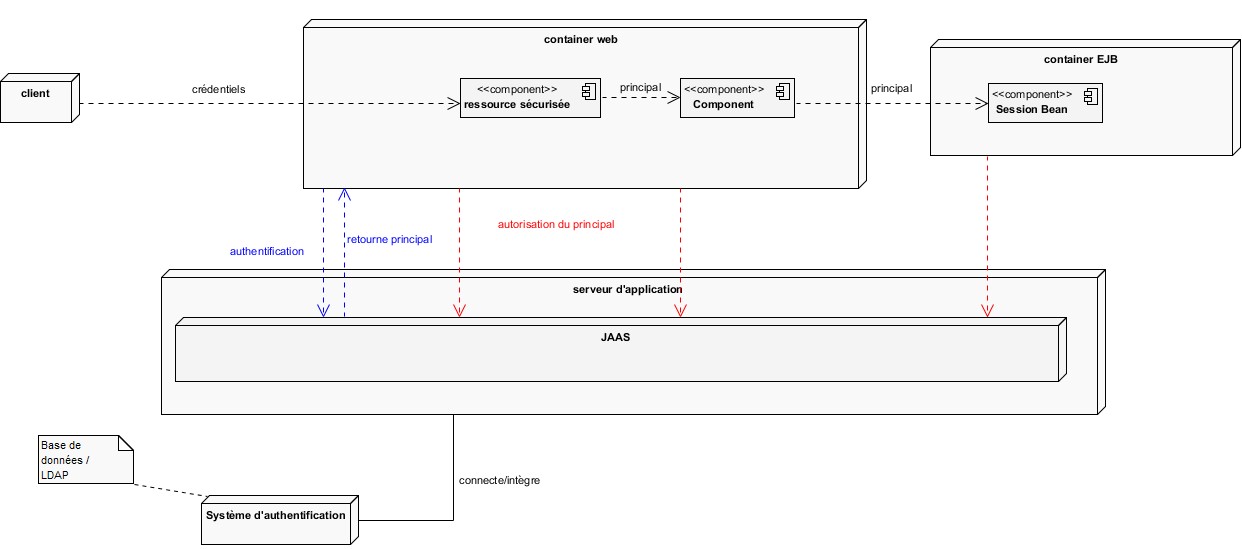 container web
container EJB
client
crédentiels
<<component>>
ressource sécurisée
principal
<<component>>
Component
principal
<<component>>
Session Bean
autorisation du principal
retourne principal
authentification
serveur d'application
JAAS
Base de
données /
LDAP
connecte/intègre
Système d'authentification